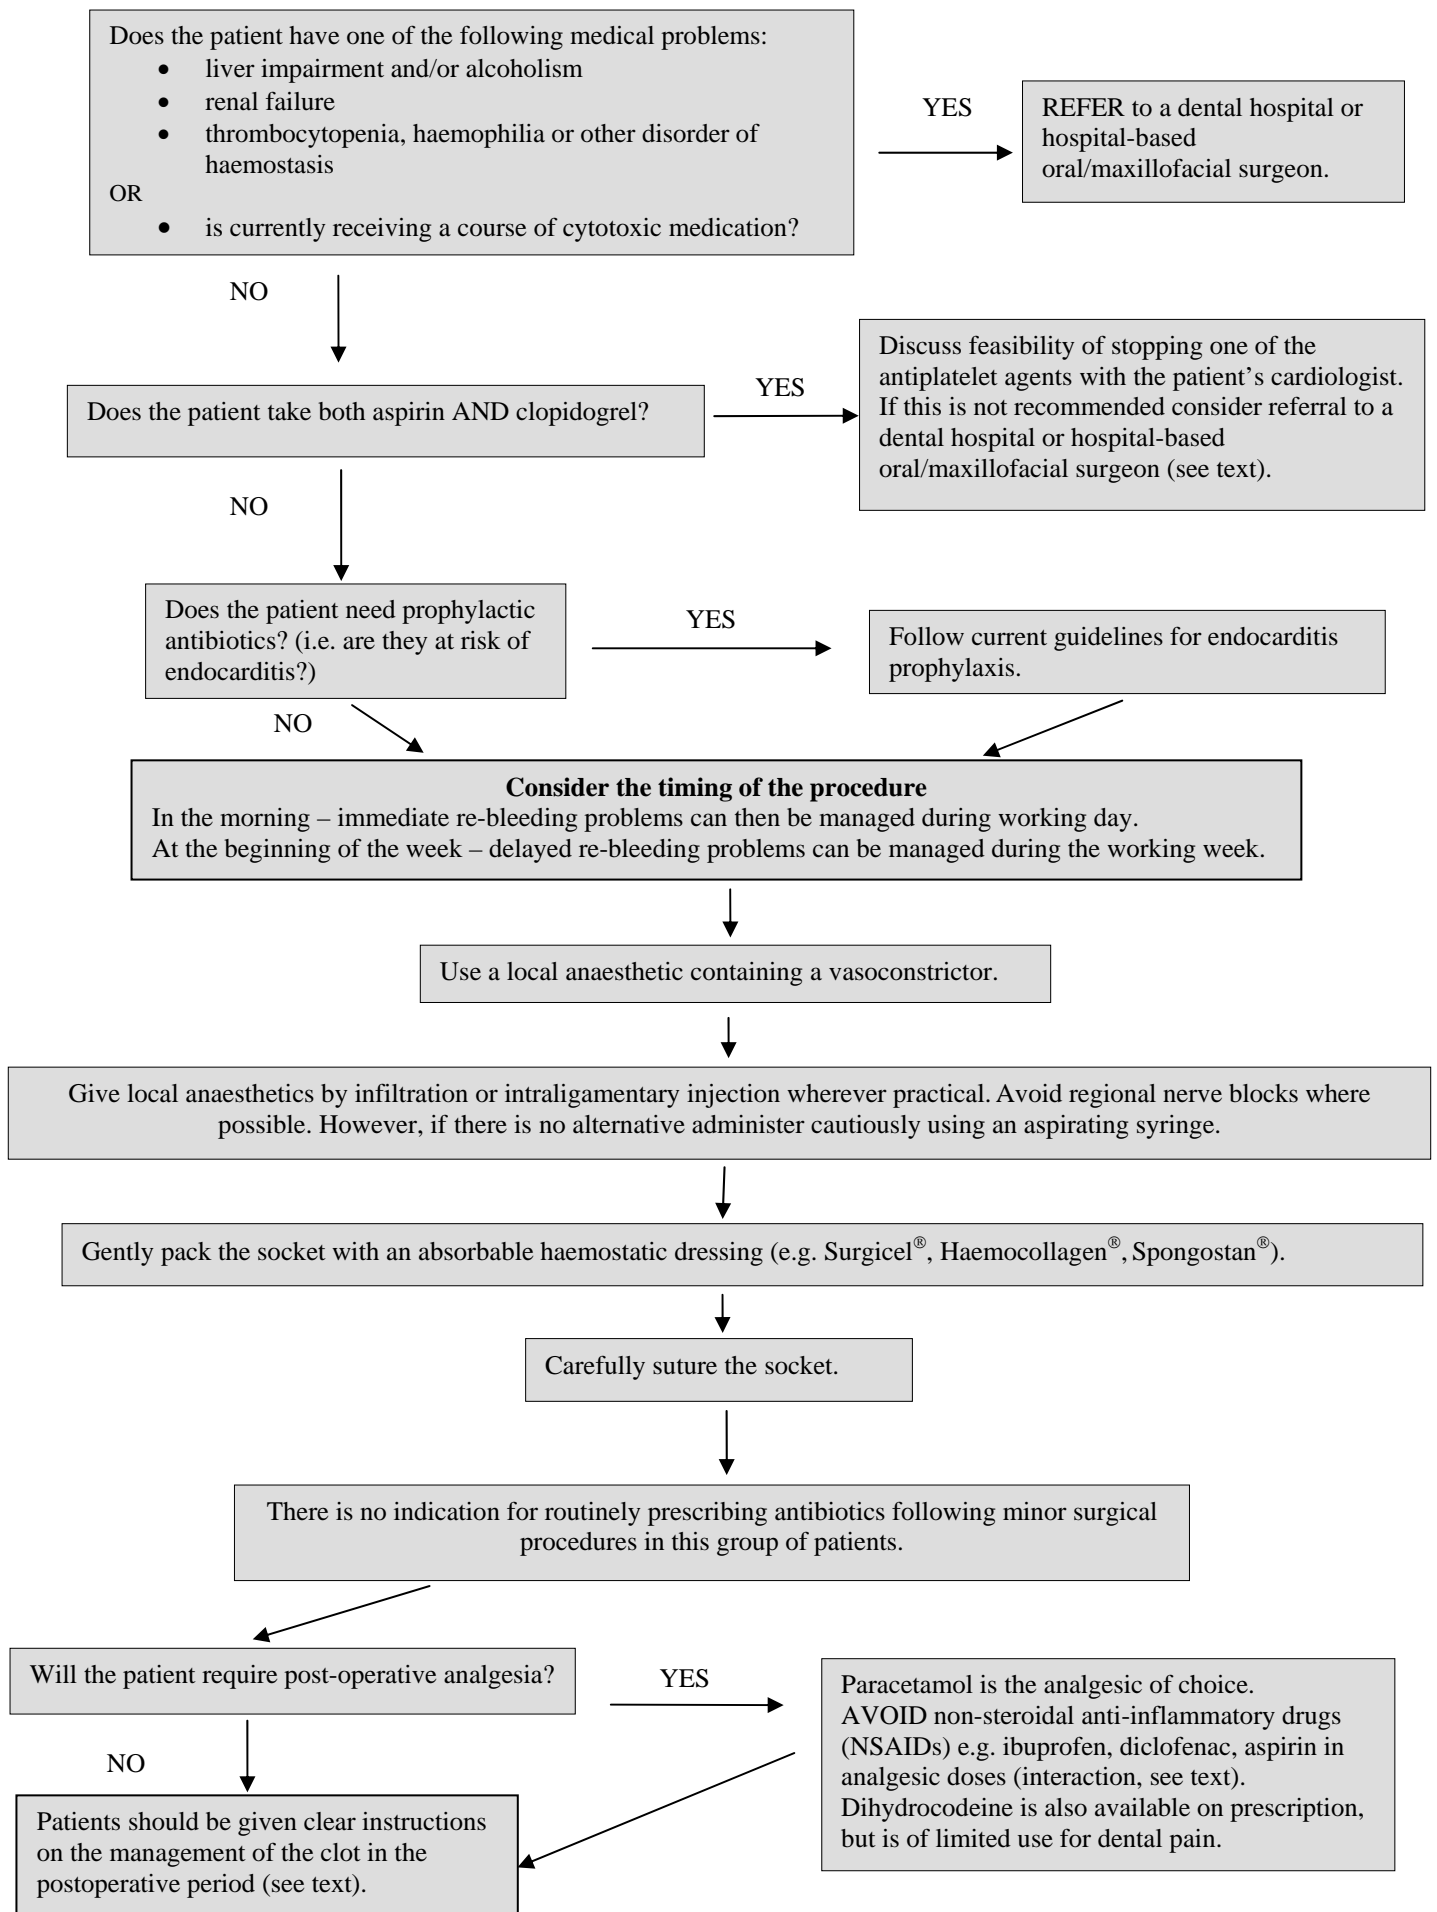 Does the patient have one of the following medical problems:
• liver impairment and/or alcoholism
• renal failure
• thrombocytopenia, haemophilia or other disorder of
haemostasis
OR
• is currently receiving a course of cytotoxic medication?
YES
REFER to a dental hospital or
hospital-based
oral/maxillofacial surgeon.
NO
Does the patient take both aspirin AND clopidogrel?
YES
Discuss feasibility of stopping one of the
antiplatelet agents with the patient's cardiologist.
If this is not recommended consider referral to a
dental hospital or hospital-based
oral/maxillofacial surgeon (see text).
NO
Does the patient need prophylactic
antibiotics? (i.e. are they at risk of
endocarditis?)
YES
Follow current guidelines for endocarditis
prophylaxis.
NO
Consider the timing of the procedure
In the morning – immediate re-bleeding problems can then be managed during working day.
At the beginning of the week – delayed re-bleeding problems can be managed during the working week.
Use a local anaesthetic containing a vasoconstrictor.
Give local anaesthetics by infiltration or intraligamentary injection wherever practical. Avoid regional nerve blocks where
possible. However, if there is no alternative administer cautiously using an aspirating syringe.
Gently pack the socket with an absorbable haemostatic dressing (e.g. Surgicel®, Haemocollagen®, Spongostan®).
Carefully suture the socket.
There is no indication for routinely prescribing antibiotics following minor surgical
procedures in this group of patients.
Will the patient require post-operative analgesia?
YES
Paracetamol is the analgesic of choice.
AVOID non-steroidal anti-inflammatory drugs
(NSAIDs) e.g. ibuprofen, diclofenac, aspirin in
analgesic doses (interaction, see text).
Dihydrocodeine is also available on prescription,
but is of limited use for dental pain.
NO
Patients should be given clear instructions
on the management of the clot in the
postoperative period (see text).